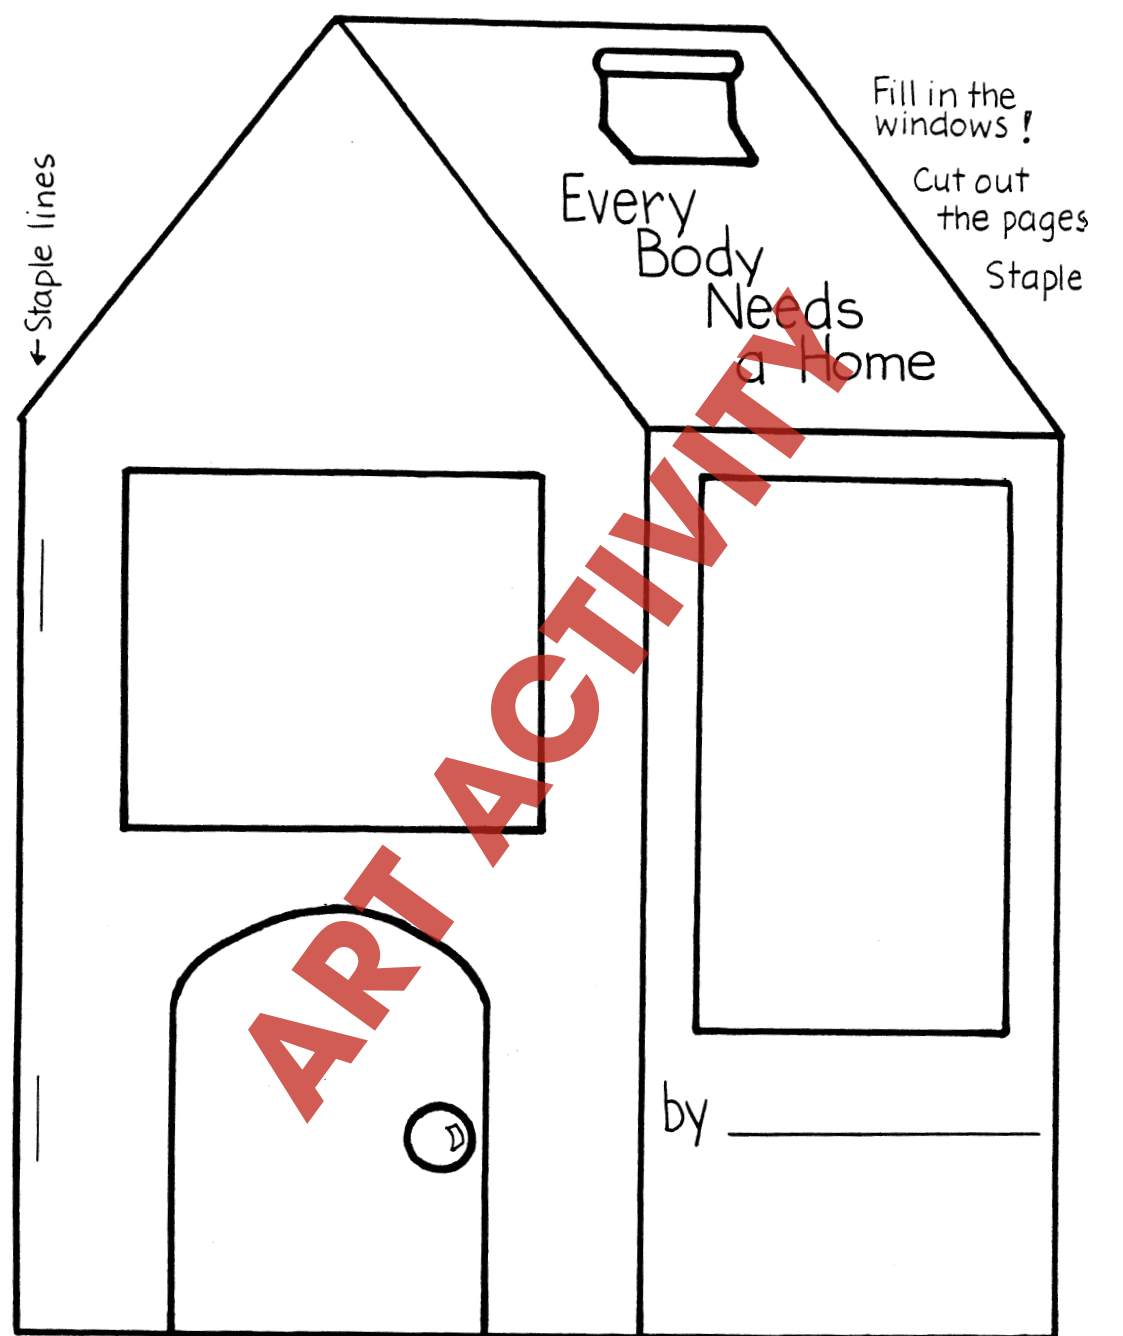 Fill in the
windows!
Cut out
the pages
Staple
← Staple lines
Every
Body
Needs
a Home
ART ACTIVITY
by